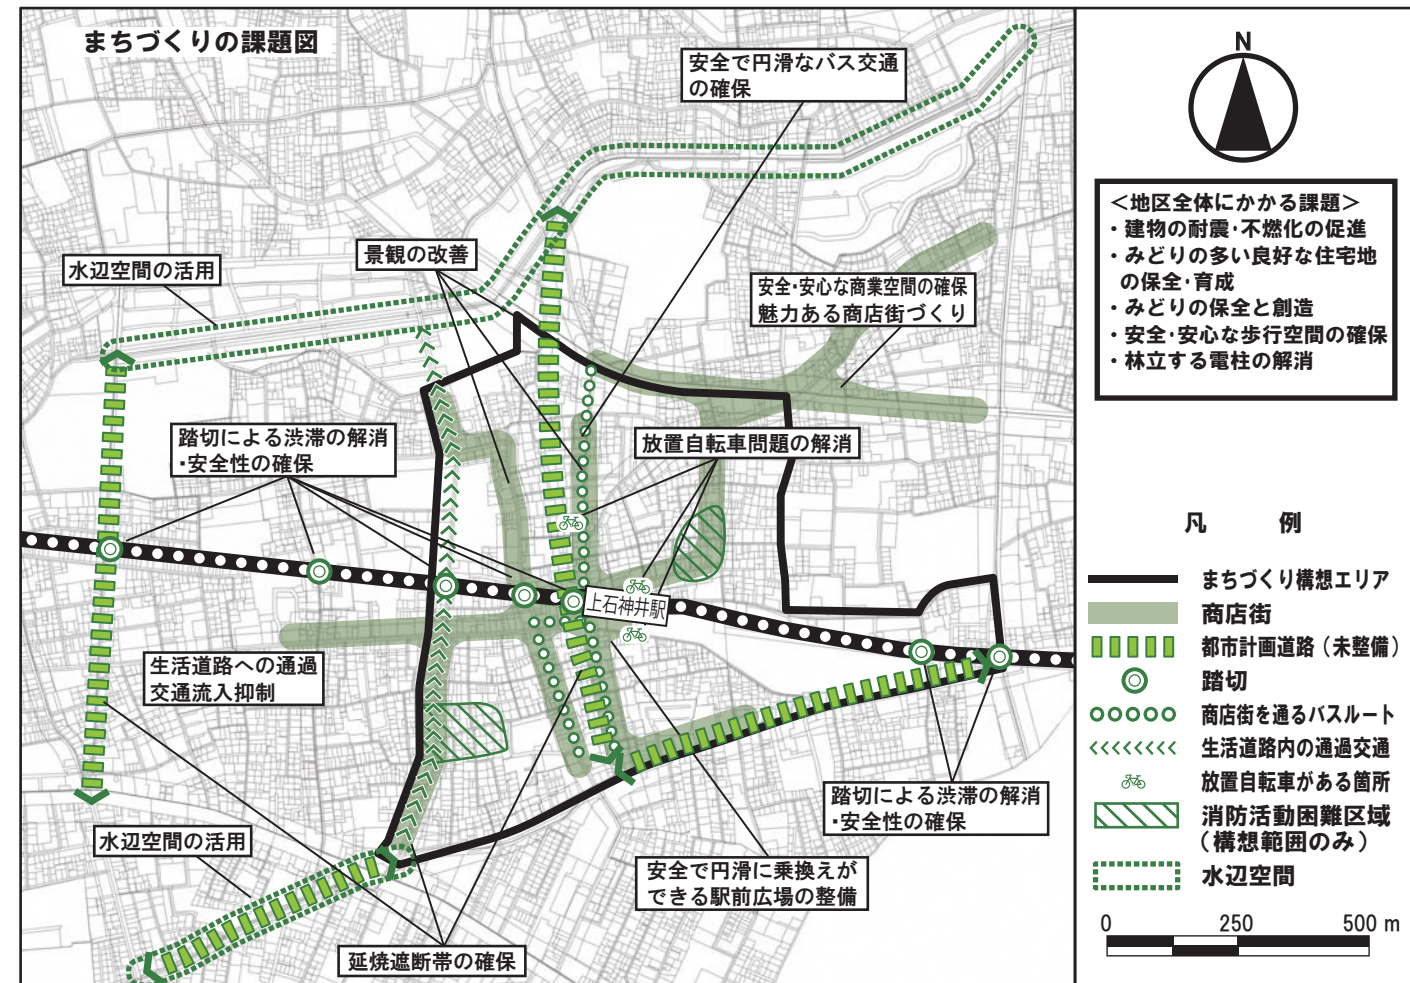 まちづくりの課題図
安全で円滑なバス交通
の確保
水辺空間の活用
景観の改善
安全・安心な商業空間の確保
魅力ある商店街づくり
踏切による渋滞の解消
・安全性の確保
放置自転車問題の解消
上石神井駅
生活道路への通過
交通流入抑制
踏切による渋滞の解消
・安全性の確保
水辺空間の活用
安全で円滑に乗換えが
できる駅前広場の整備
延焼遮断帯の確保
N
＜地区全体にかかる課題＞
・建物の耐震・不燃化の促進
・みどりの多い良好な住宅地
の保全・育成
・みどりの保全と創造
・安全・安心な歩行空間の確保
・林立する電柱の解消
凡　例
まちづくり構想エリア
商店街
都市計画道路（未整備）
踏切
商店街を通るバスルート
生活道路内の通過交通
放置自転車がある箇所
消防活動困難区域
（構想範囲のみ）
水辺空間
0 250 500 m